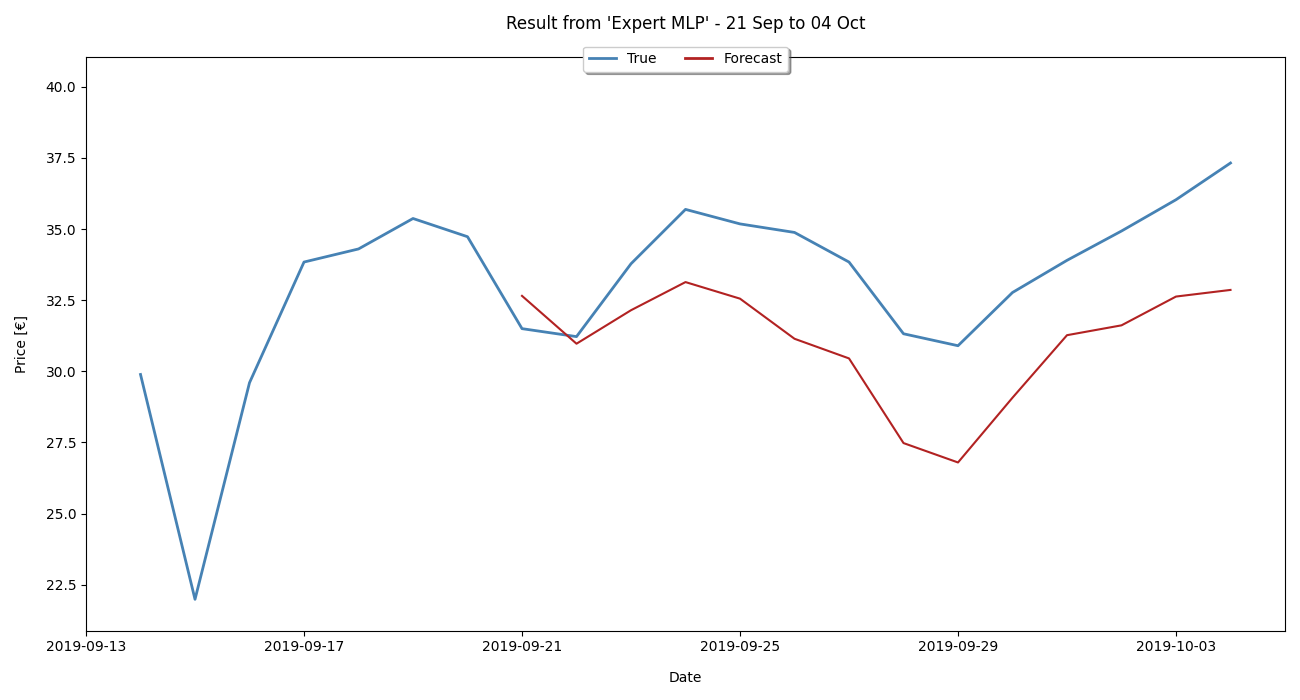 Result from 'Expert MLP' - 21 Sep to 04 Oct
True
Forecast
40.0
37.5
35.0
32.5
30.0
27.5
25.0
22.5
Price [€]
2019-09-13
2019-09-17
2019-09-21
2019-09-25
2019-09-29
2019-10-03
Date